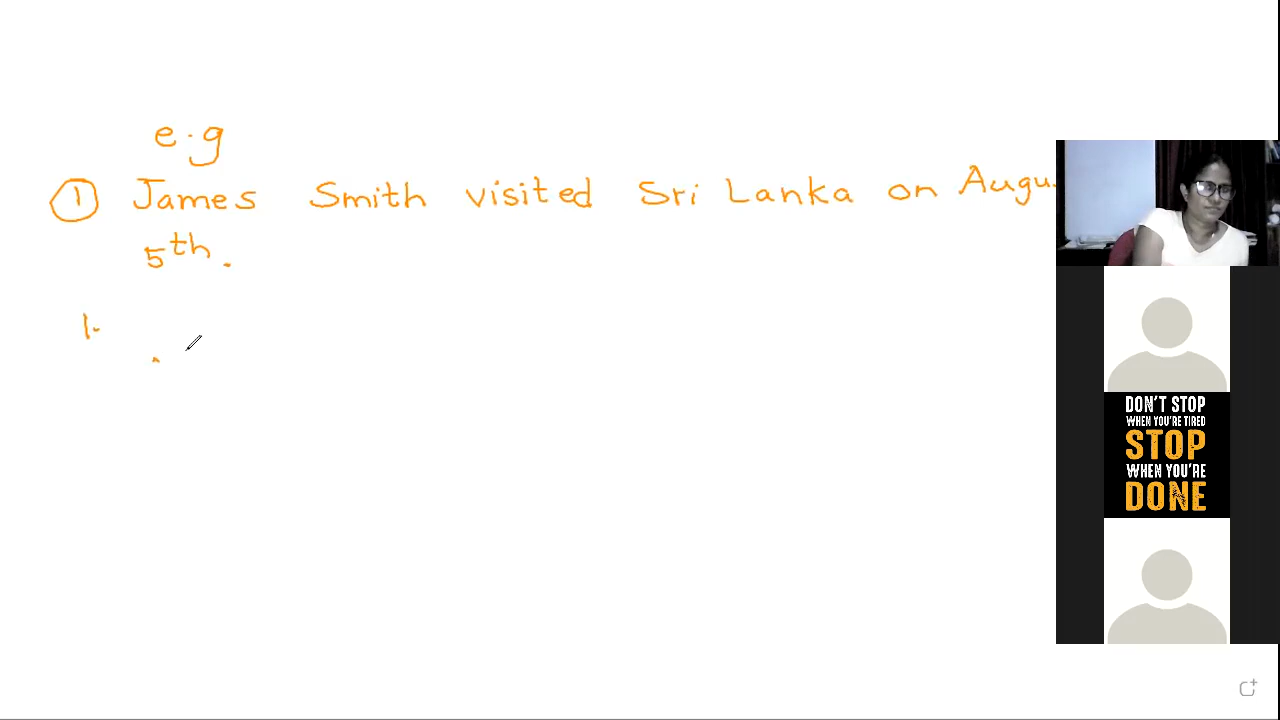 e.g
① James Smith visited Sri Lanka on Augu
5th.
1.
DON'T STOP
WHEN YOU'RE TIRED
STOP
WHEN YOU'RE
DONE